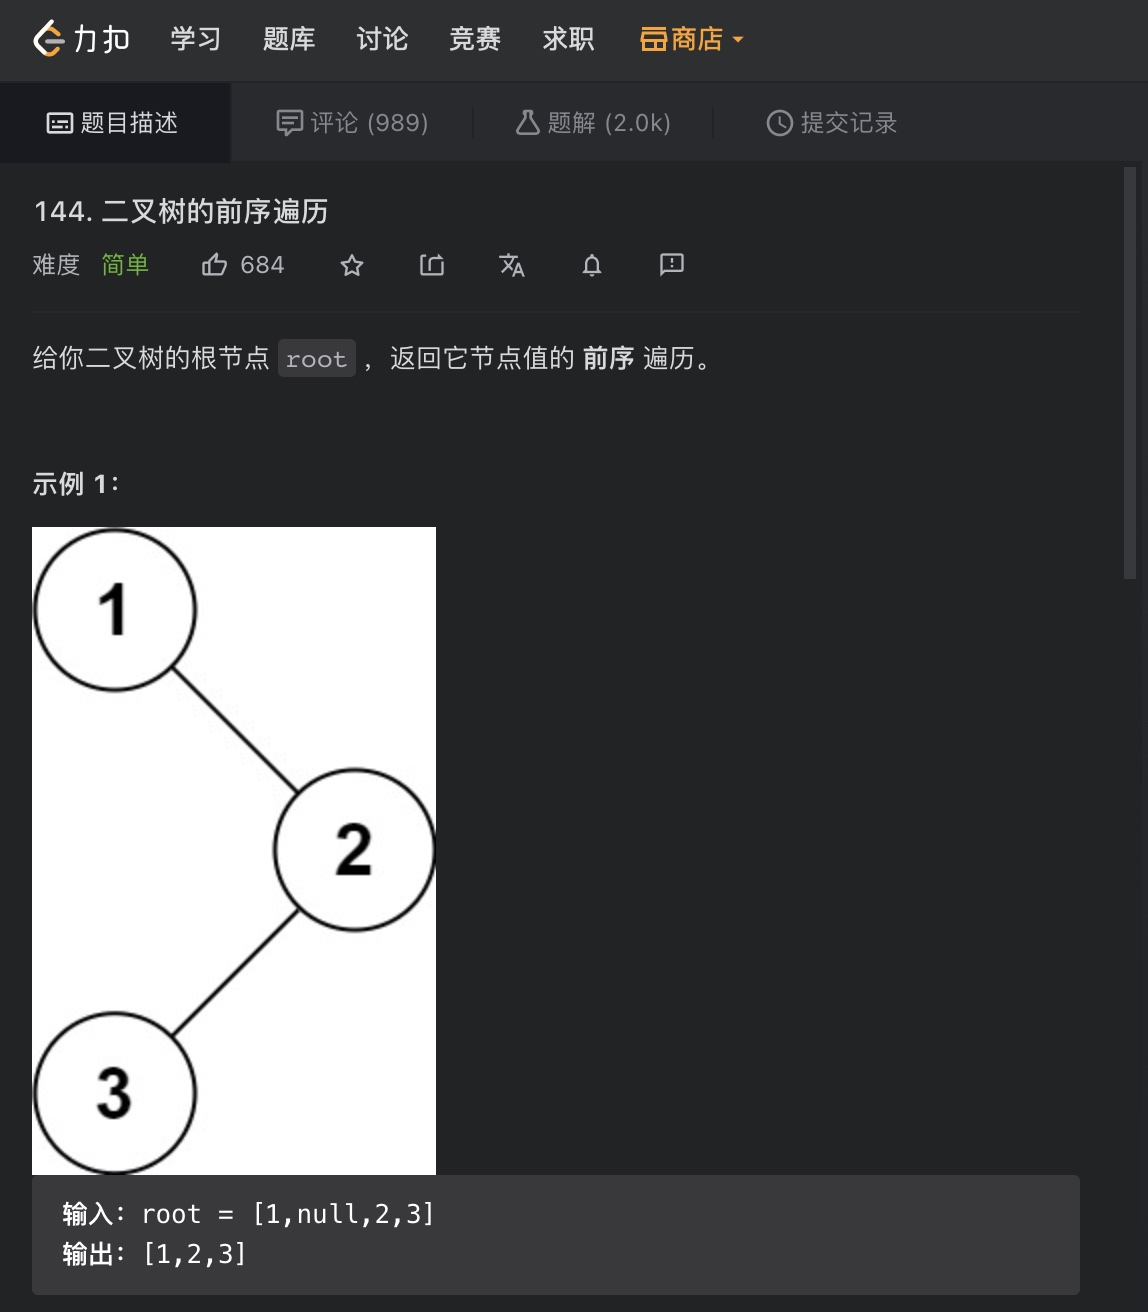 力扣 学习 题库 讨论 竞赛 求职 商店
题目描述 评论 (989) 题解 (2.0k) 提交记录
144. 二叉树的前序遍历
难度 简单 684
给你二叉树的根节点 root ，返回它节点值的 前序 遍历。
示例 1：
1
2
3
输入：root = [1,null,2,3]
输出：[1,2,3]